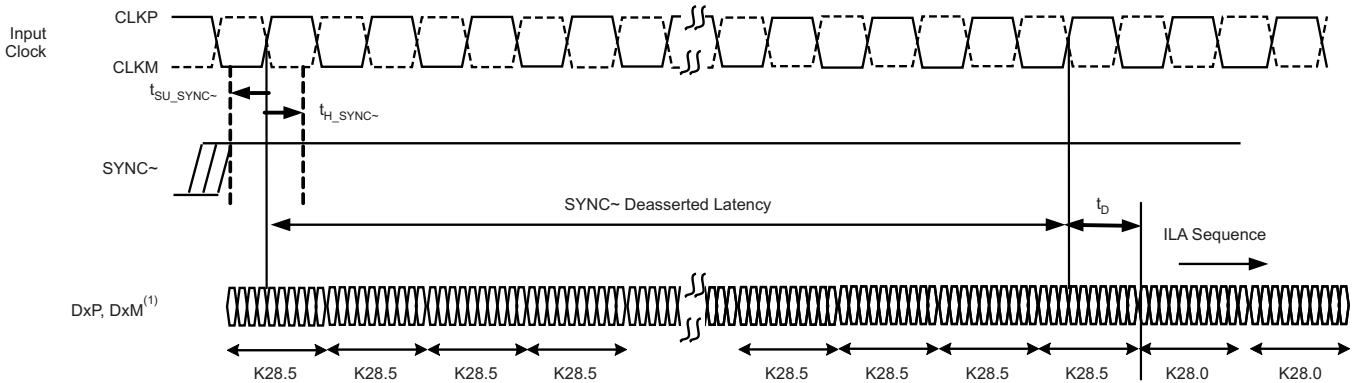 CLKP
Input
Clock
CLKM
tSU_SYNC~
tH_SYNC~
SYNC~
SYNC~ Deasserted Latency
tD
ILA Sequence
DxP, DxM(1)
K28.5 K28.5 K28.5 K28.5 K28.5 K28.5 K28.5 K28.5 K28.0 K28.0